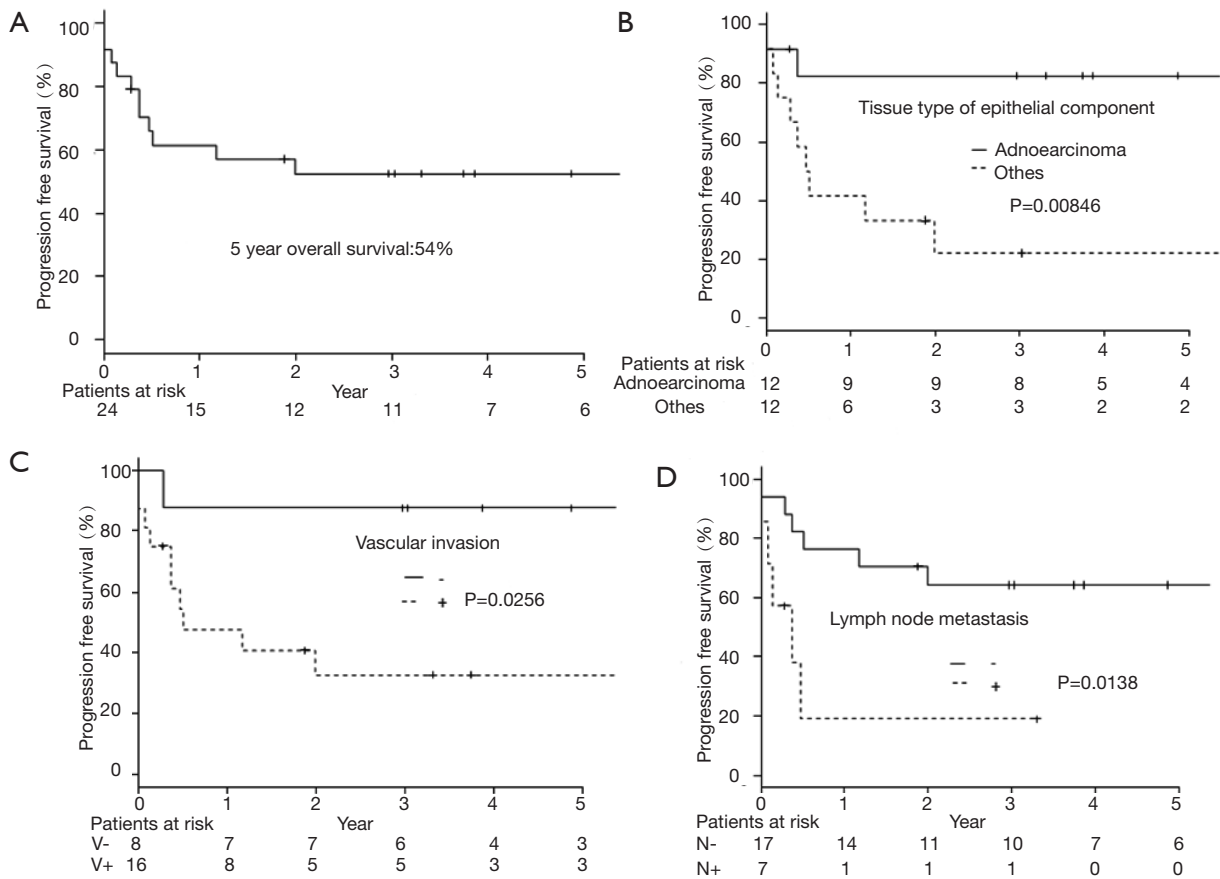 A
Progression free survival (%)
100
80
60
40
20
0
5 year overall survival:54%
0 1 2 3 4 5
Patients at risk Year
24 15 12 11 7 6
B
Progression free survival (%)
100
80
60
40
20
0
Tissue type of epithelial component
Adnoearcinoma
Othes
P=0.00846
0 1 2 3 4 5
Patients at risk
Adnoearcinoma 12 9 9 8 5 4
Othes 12 6 3 3 2 2
C
Progression free survival (%)
100
80
60
40
20
0
Vascular invasion
-
+ P=0.0256
0 1 2 3 4 5
Patients at risk Year
V- 8 7 7 6 4 3
V+ 16 8 5 5 3 3
D
Progression free survival (%)
100
80
60
40
20
0
Lymph node metastasis
-
+ P=0.0138
0 1 2 3 4 5
Patients at risk Year
N- 17 14 11 10 7 6
N+ 7 1 1 1 0 0